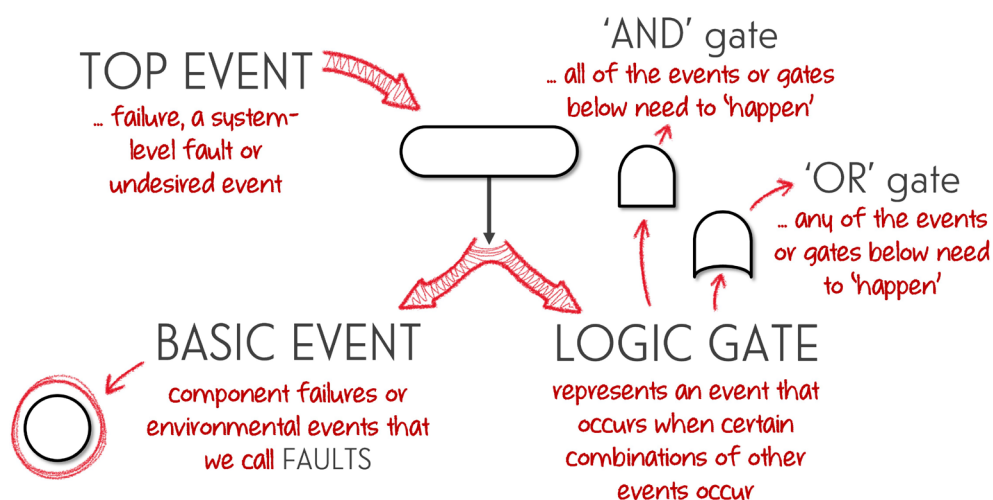 TOP EVENT
... failure, a system-
level fault or
undesired event
‘AND’ gate
... all of the events or gates
below need to ‘happen’
‘OR’ gate
... any of the events
or gates below need
to ‘happen’
BASIC EVENT
component failures or
environmental events that
we call FAULTS
LOGIC GATE
represents an event that
occurs when certain
combinations of other
events occur